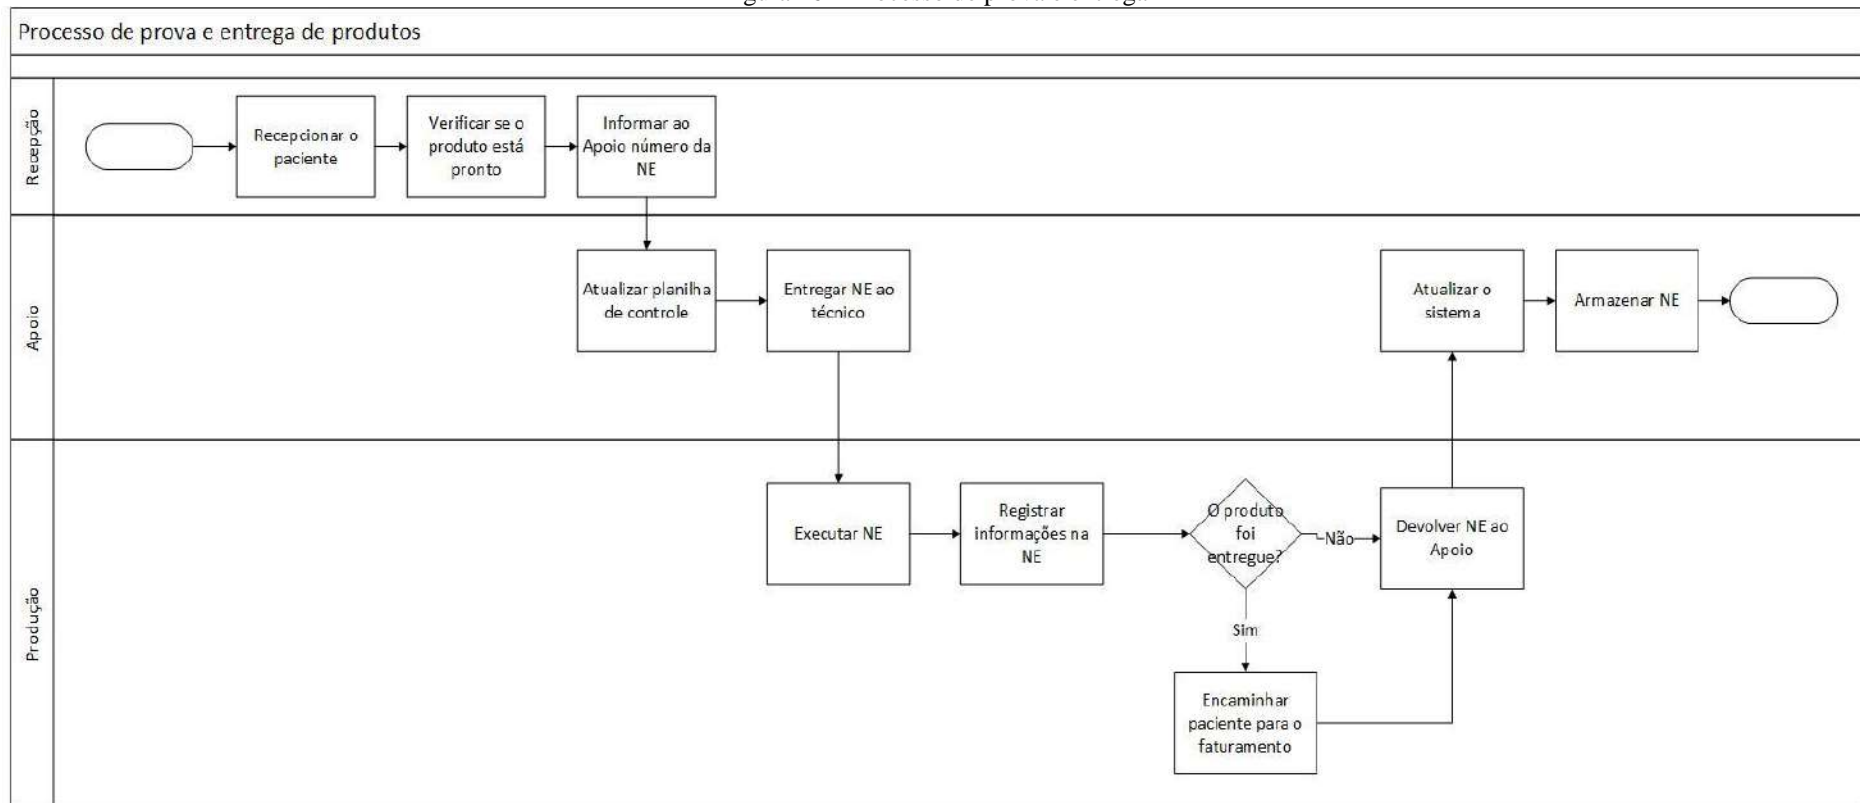 Processo de prova e entrega de produtos
Recepção
Recepcionar o
paciente
Verificar se o
produto está
pronto
Informar ao
Apoio número da
NE
Apoio
Atualizar planilha
de controle
Entregar NE ao
técnico
Atualizar o
sistema
Armazenar NE
Produção
Executar NE
Registrar
informações na
NE
O produto
foi
entregue?
Não
Devolver NE ao
Apoio
Sim
Encaminhar
paciente para o
faturamento